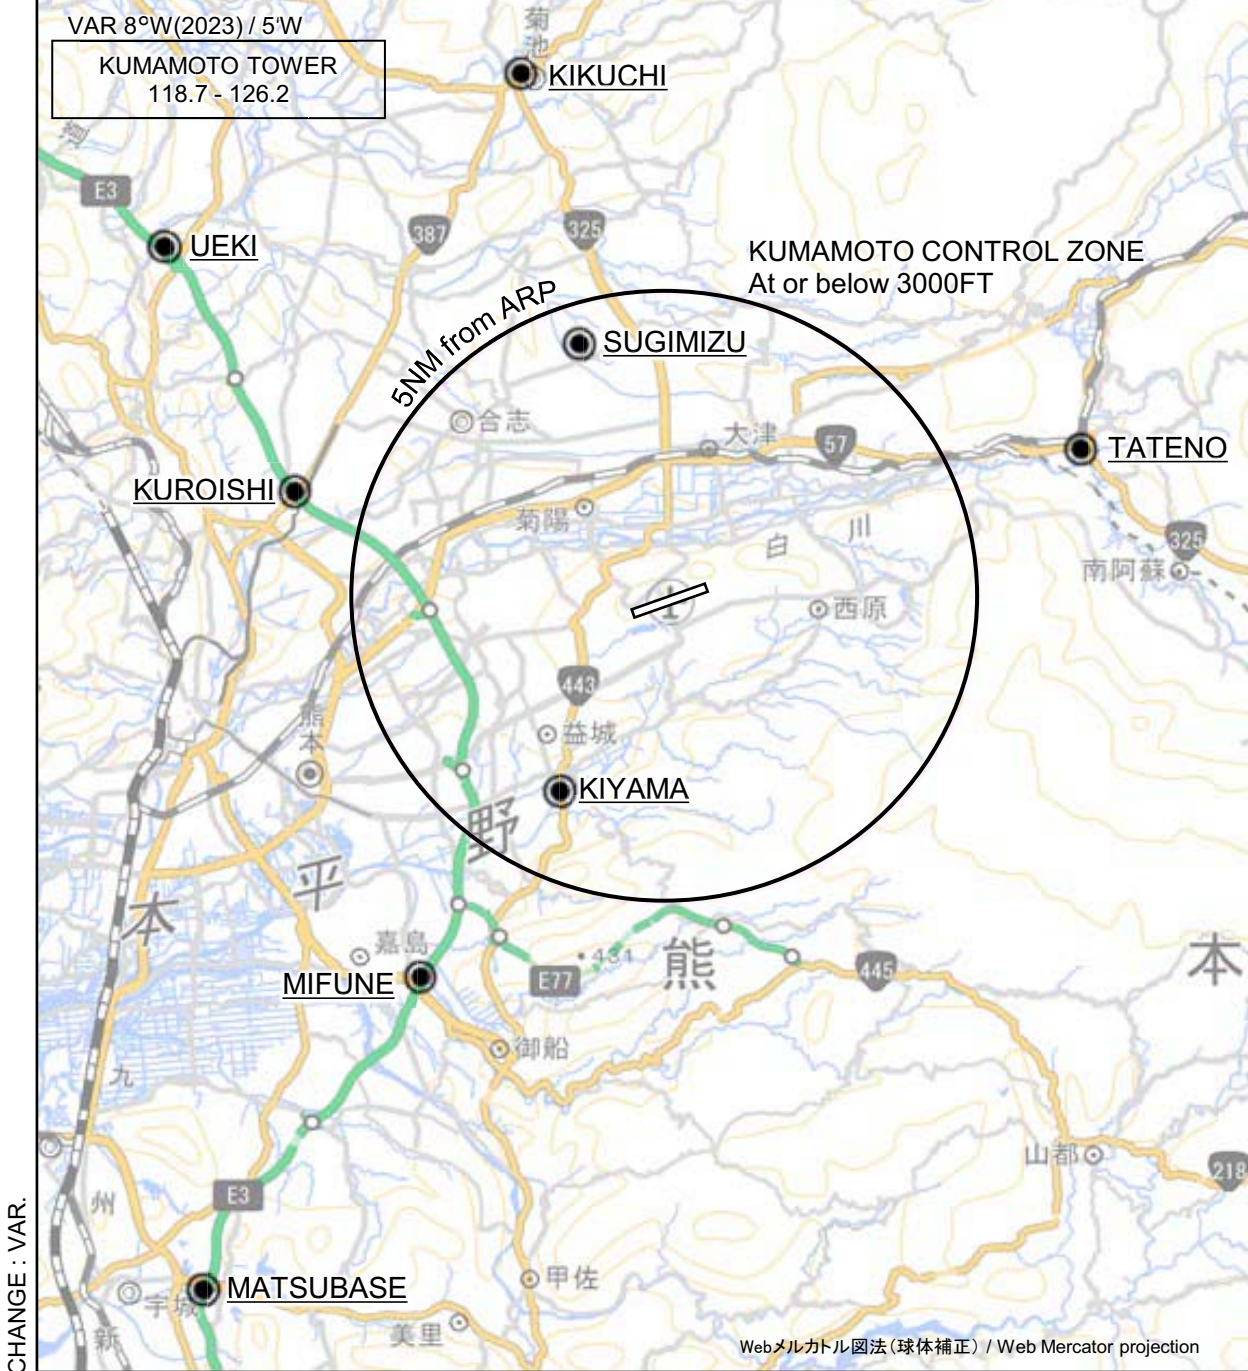 VAR 8°W(2023) / 5'W
KUMAMOTO TOWER
118.7 - 126.2
菊池
KIKUCHI
道
E3
UEKI
387
325
KUMAMOTO CONTROL ZONE
At or below 3000FT
5NM from ARP
SUGIMIZU
合志
大津
57
TATENO
KUROISHI
菊陽
白川
325
南阿蘇
西原
443
熊本
益城
KIYAMA
野
平
本
嘉島
MIFUNE
431
E77
熊
445
本
御船
九
山都
218
州
E3
CHANGE : VAR.
MATSUBASE
宇城
甲佐
美里
新
Webメルカトル図法(球体補正) / Web Mercator projection